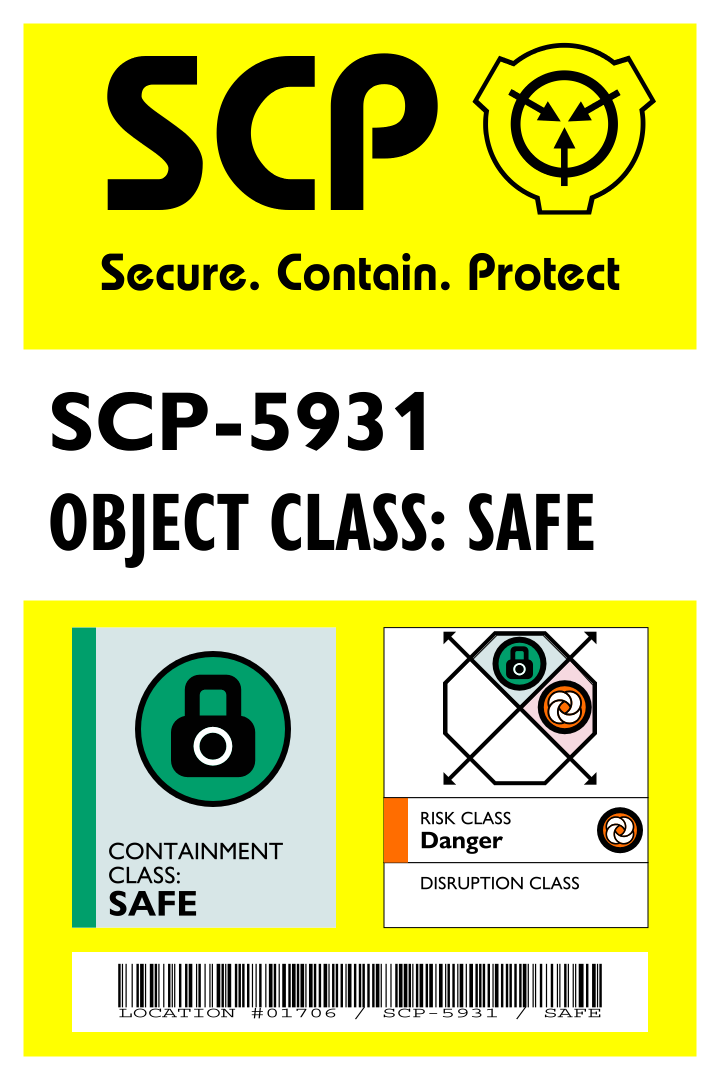 SCP
Secure. Contain. Protect
SCP-5931
OBJECT CLASS: SAFE
CONTAINMENT
CLASS:
SAFE
RISK CLASS
Danger
DISRUPTION CLASS
LOCATION #01706 / SCP-5931 / SAFE